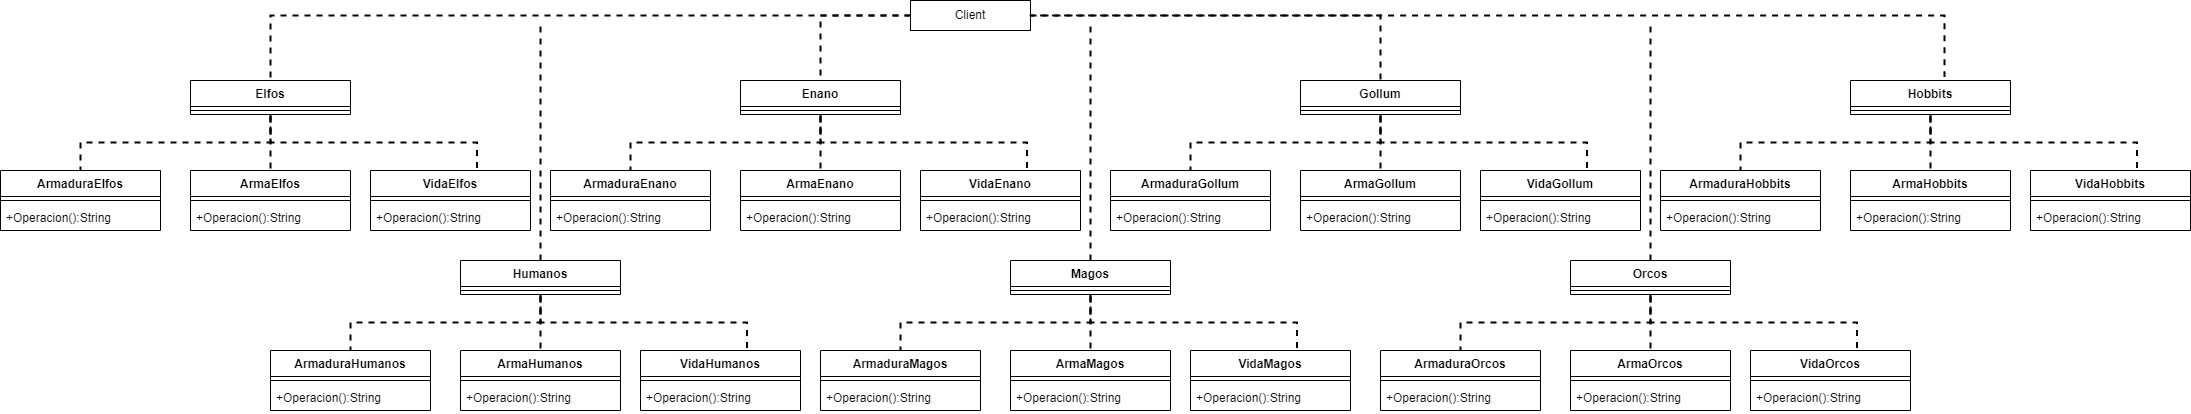 Client
Elfos
Enano
Gollum
Hobbits
ArmaduraElfos
+Operacion():String
ArmaElfos
+Operacion():String
VidaElfos
+Operacion():String
ArmaduraEnano
+Operacion():String
ArmaEnano
+Operacion():String
VidaEnano
+Operacion():String
ArmaduraGollum
+Operacion():String
ArmaGollum
+Operacion():String
VidaGollum
+Operacion():String
ArmaduraHobbits
+Operacion():String
ArmaHobbits
+Operacion():String
VidaHobbits
+Operacion():String
Humanos
Magos
Orcos
ArmaduraHumanos
+Operacion():String
ArmaHumanos
+Operacion():String
VidaHumanos
+Operacion():String
ArmaduraMagos
+Operacion():String
ArmaMagos
+Operacion():String
VidaMagos
+Operacion():String
ArmaduraOrcos
+Operacion():String
ArmaOrcos
+Operacion():String
VidaOrcos
+Operacion():String